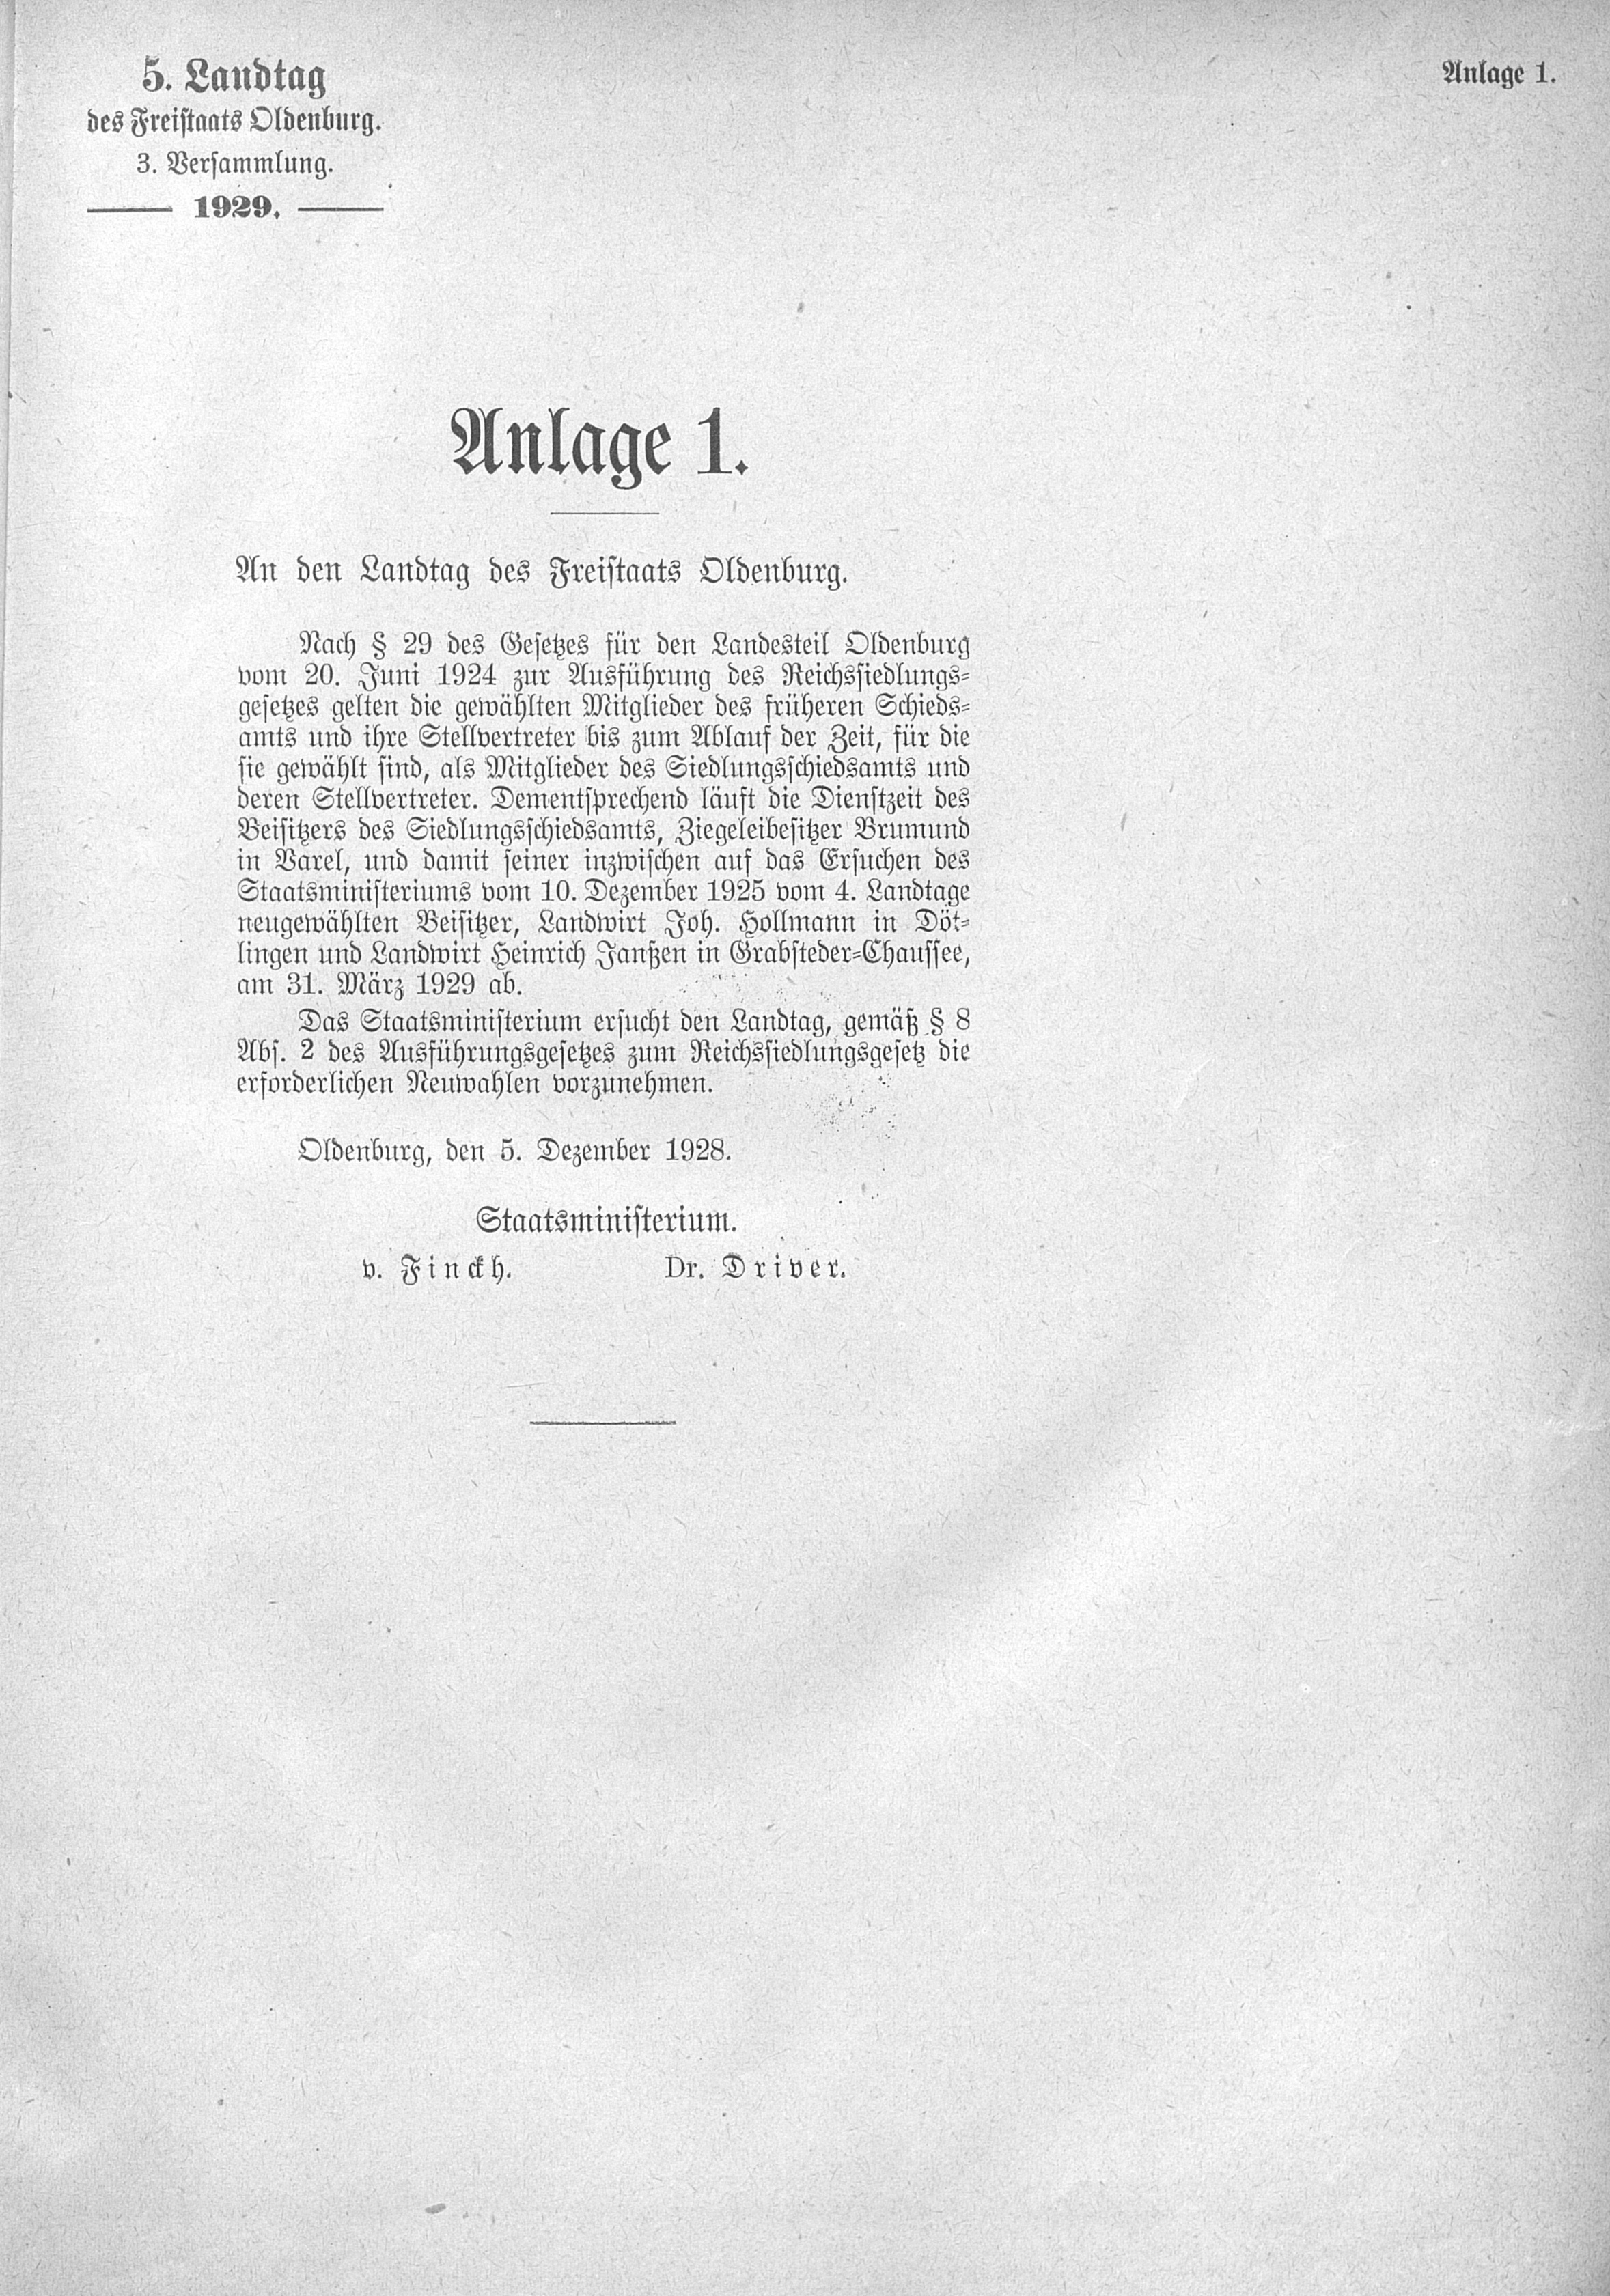 5. Landtag
des Freistaats Oldenburg.
3. Versammlung.
1929.
Anlage 1.
Anlage 1.
An den Landtag des Freistaats Oldenburg.
Nach § 29 des Gesetzes für den Landesteil Oldenburg
vom 20. Juni 1924 zur Ausführung des Reichssiedlungs-
gesetzes gelten die gewählten Mitglieder des früheren Schieds-
amts und ihre Stellvertreter bis zum Ablauf der Zeit, für die
sie gewählt sind, als Mitglieder des Siedlungsschiedsamts und
deren Stellvertreter. Dementsprechend läuft die Dienstzeit des
Beisitzers des Siedlungsschiedsamts, Ziegeleibesitzer Brumund
in Varel, und damit seiner inzwischen auf das Ersuchen des
Staatsministeriums vom 10. Dezember 1925 vom 4. Landtage
neugewählten Beisitzer, Landwirt Joh. Hollmann in Döt-
lingen und Landwirt Heinrich Janßen in Grabsteder-Chaussee,
am 31. März 1929 ab.
Das Staatsministerium ersucht den Landtag, gemäß § 8
Abs. 2 des Ausführungsgesetzes zum Reichssiedlungsgesetz die
erforderlichen Neuwahlen vorzunehmen.
Oldenburg, den 5. Dezember 1928.
Staatsministerium.
v. Finckh. Dr. Driver.